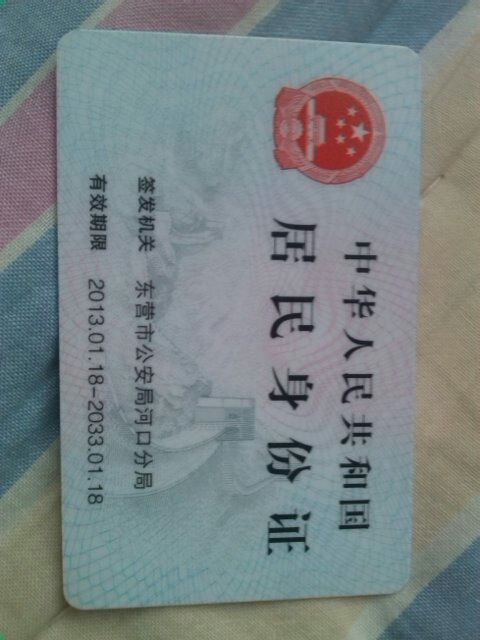 中华人民共和国
居民身份证
签发机关 东营市公安局河口分局
有效期限 2013.01.18-2033.01.18